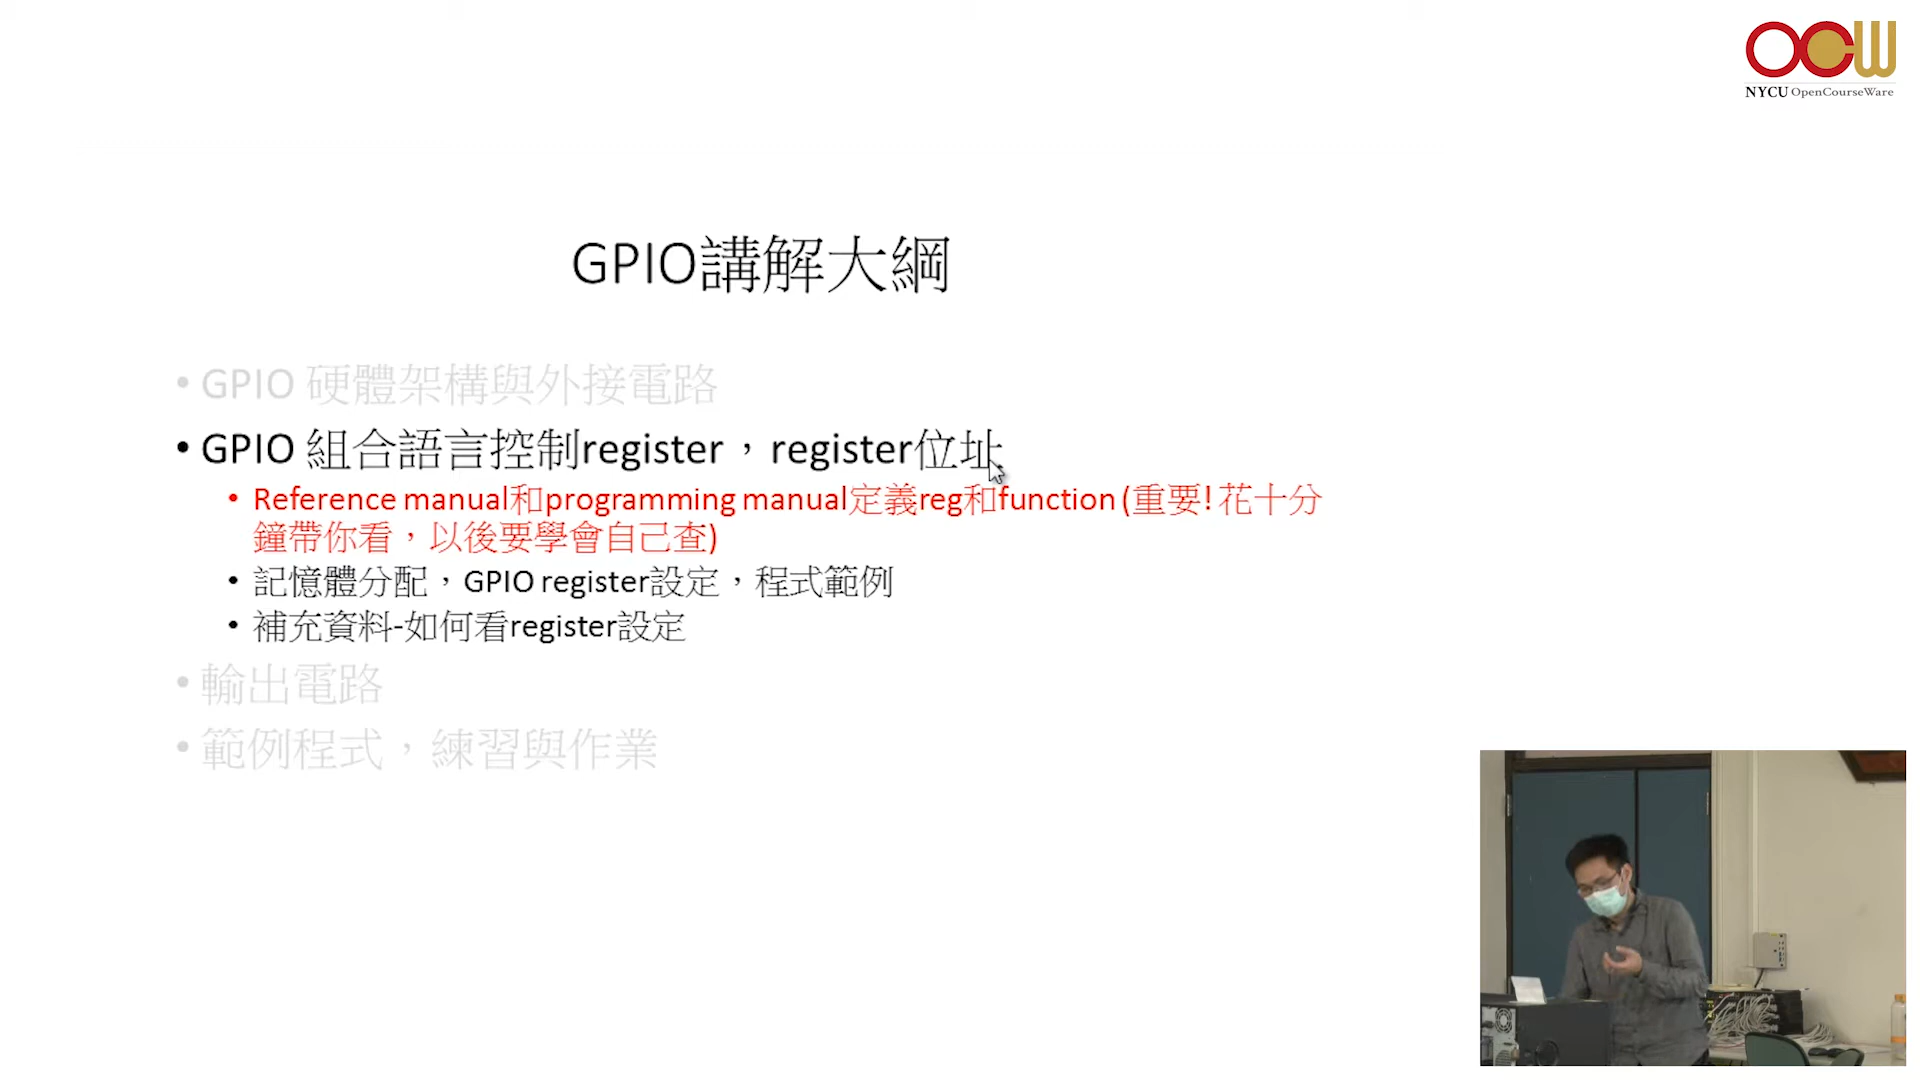 OCW
NYCU OpenCourseWare
GPIO講解大綱
• GPIO 硬體架構與外接電路
• GPIO 組合語言控制register，register位址
• Reference manual和programming manual定義reg和function (重要! 花十分
鐘帶你看，以後要學會自己查)
• 記憶體分配，GPIO register設定，程式範例
• 補充資料-如何看register設定
• 輸出電路
• 範例程式，練習與作業